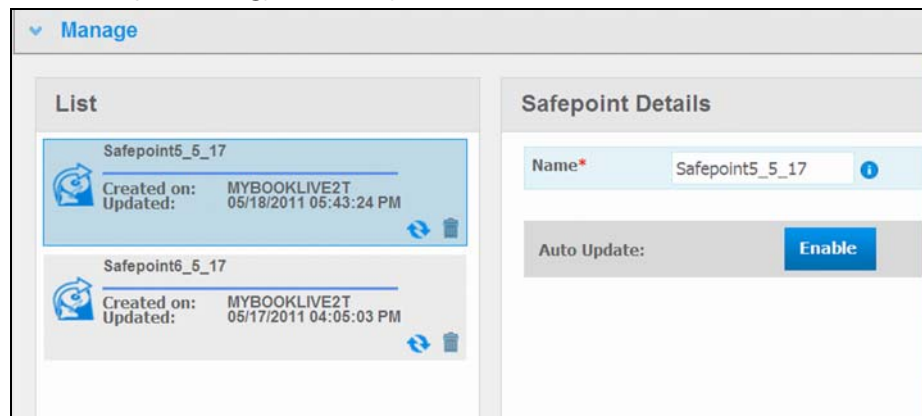 Manage
List
Safepoint5_5_17
Created on: MYBOOKLIVE2T
Updated: 05/18/2011 05:43:24 PM
Safepoint6_5_17
Created on: MYBOOKLIVE2T
Updated: 05/17/2011 04:05:03 PM
Safepoint Details
Name* Safepoint5_5_17
Auto Update: Enable